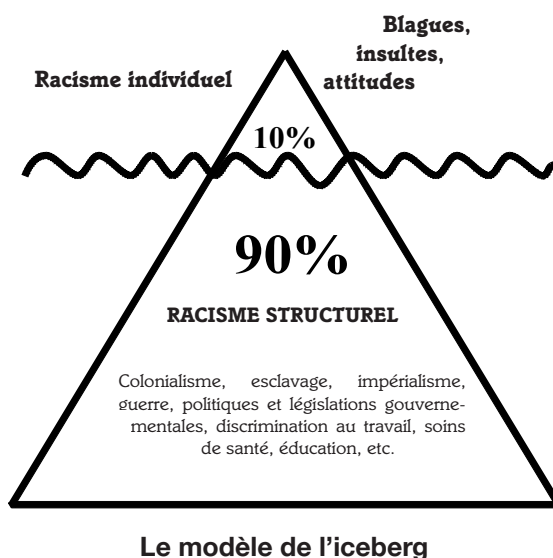 Blagues,
insultes,
attitudes
Racisme individuel
10%
90%
RACISME STRUCTUREL
Colonialisme, esclavage, impérialisme,
guerre, politiques et législations gouverne-
mentales, discrimination au travail, soins
de santé, éducation, etc.
Le modèle de l'iceberg